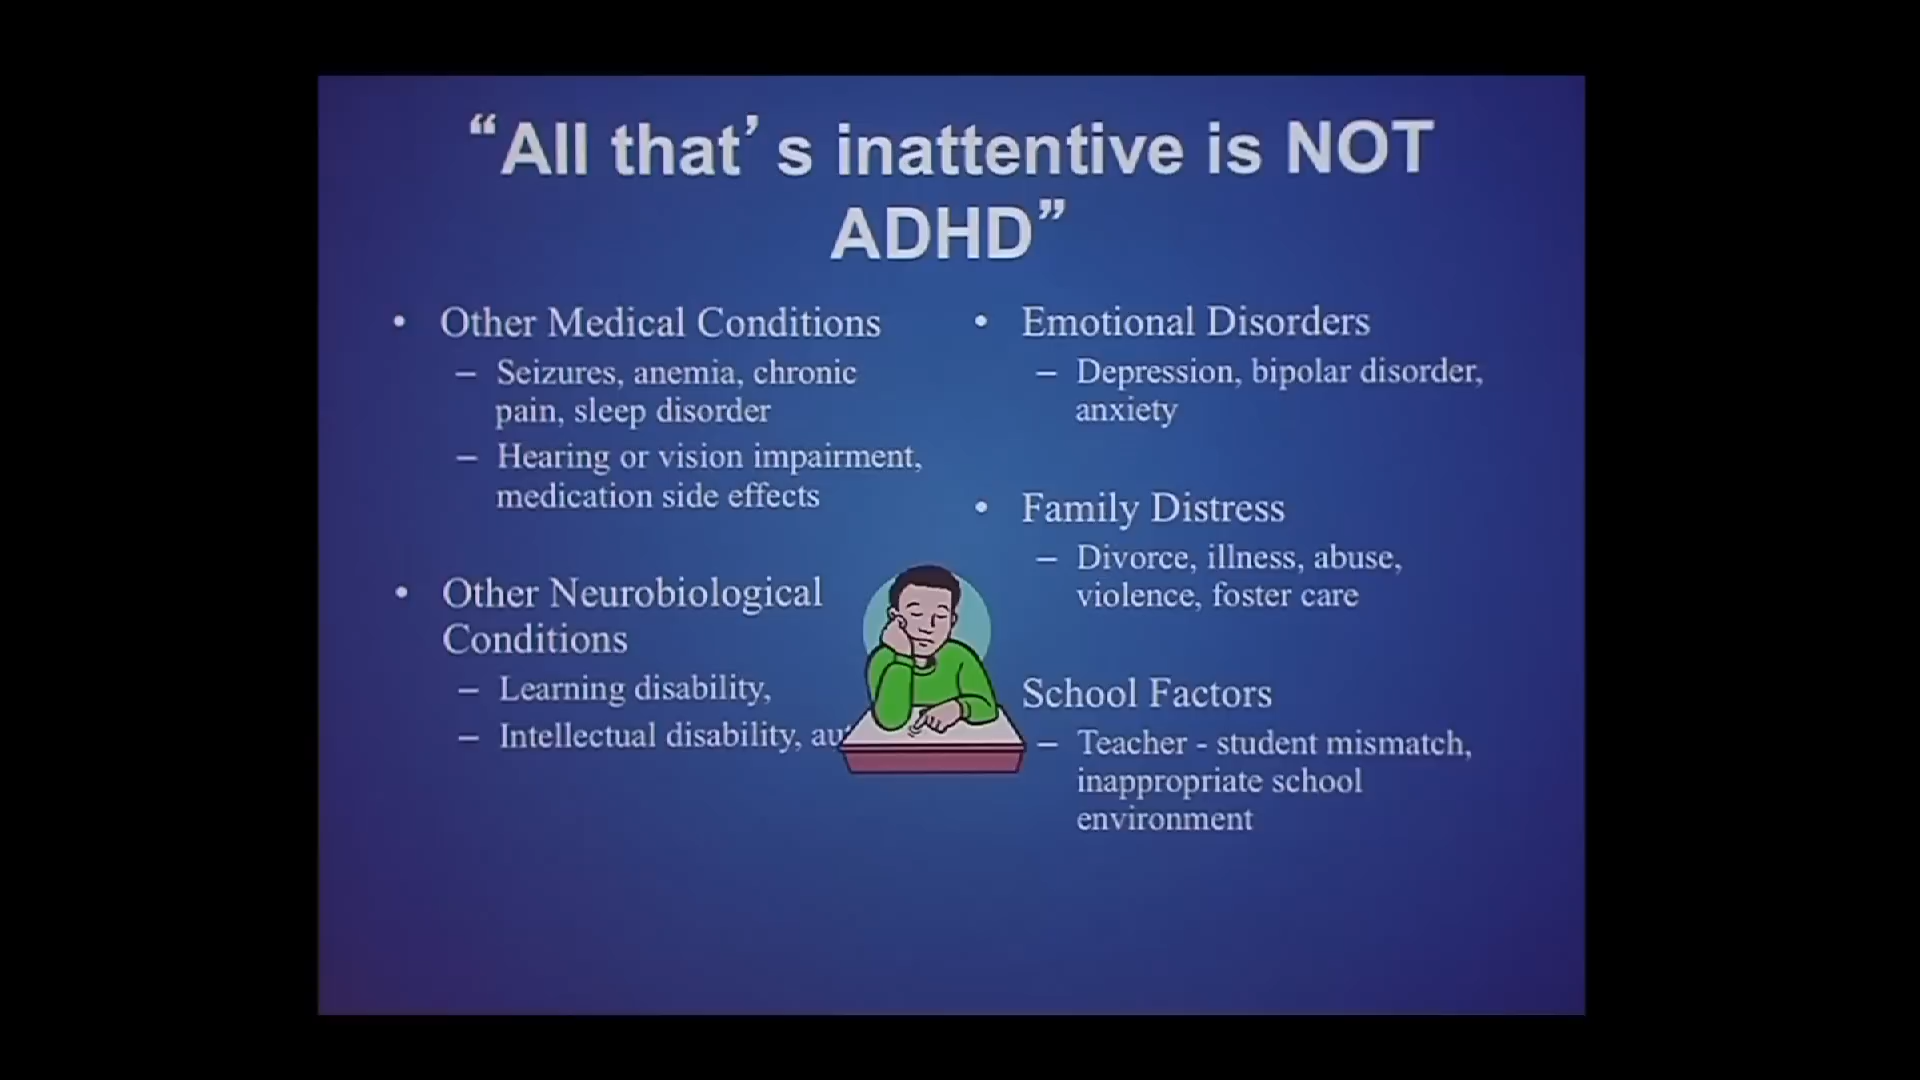 “All that’s inattentive is NOT
ADHD”
• Other Medical Conditions
– Seizures, anemia, chronic
pain, sleep disorder
– Hearing or vision impairment,
medication side effects
• Other Neurobiological
Conditions
– Learning disability,
– Intellectual disability,
• Emotional Disorders
– Depression, bipolar disorder,
anxiety
• Family Distress
– Divorce, illness, abuse,
violence, foster care
School Factors
– Teacher - student mismatch,
inappropriate school
environment